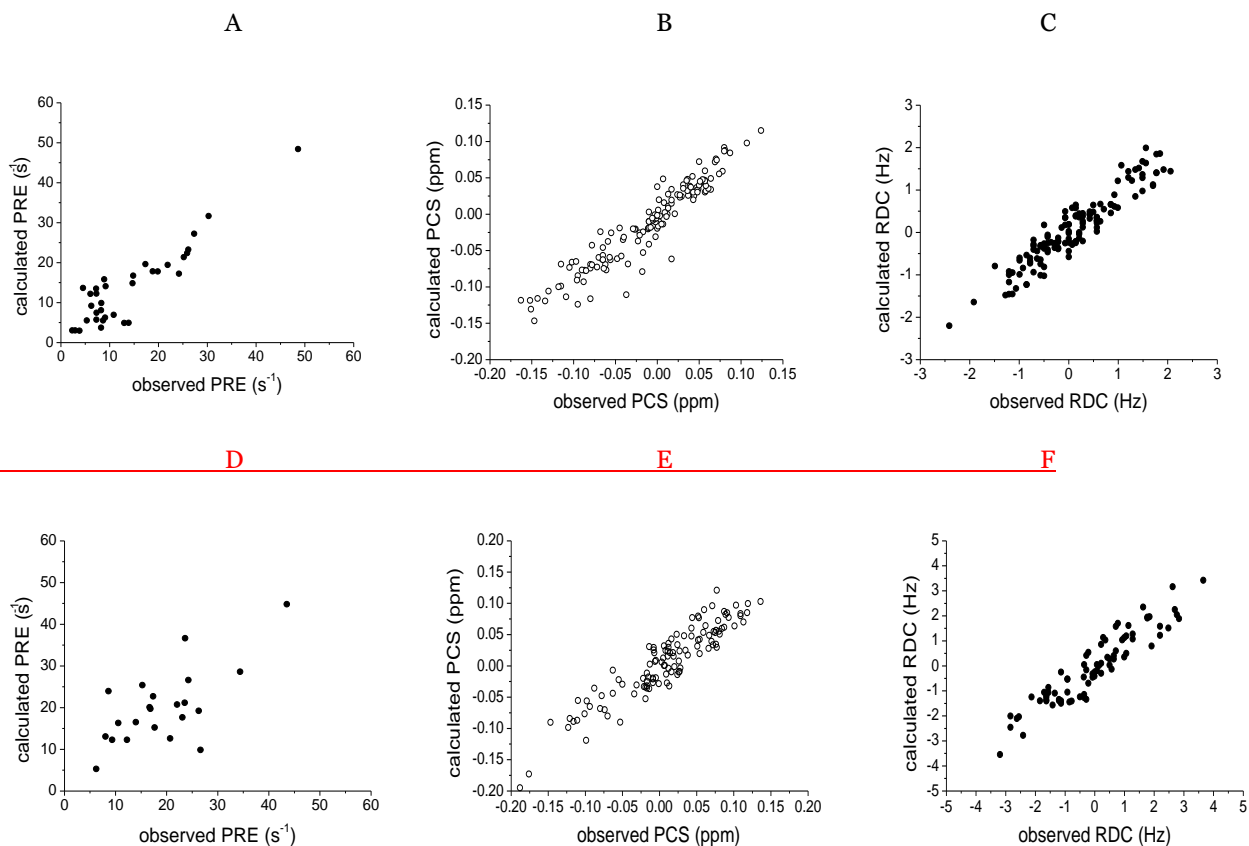 A B C
60
50
40
30
20
10
0
0 10 20 30 40 50 60
calculated PRE (s-1)
observed PRE (s-1)
0.15
0.10
0.05
0.00
-0.05
-0.10
-0.15
-0.20
-0.20 -0.15 -0.10 -0.05 0.00 0.05 0.10 0.15
calculated PCS (ppm)
observed PCS (ppm)
3
2
1
0
-1
-2
-3
-3 -2 -1 0 1 2 3
calculated RDC (Hz)
observed RDC (Hz)
D E F
60
50
40
30
20
10
0
0 10 20 30 40 50 60
calculated PRE (s-1)
observed PRE (s-1)
0.20
0.15
0.10
0.05
0.00
-0.05
-0.10
-0.15
-0.20
-0.20 -0.15 -0.10 -0.05 0.00 0.05 0.10 0.15 0.20
calculated PCS (ppm)
observed PCS (ppm)
5
4
3
2
1
0
-1
-2
-3
-4
-5
-5 -4 -3 -2 -1 0 1 2 3 4 5
calculated RDC (Hz)
observed RDC (Hz)